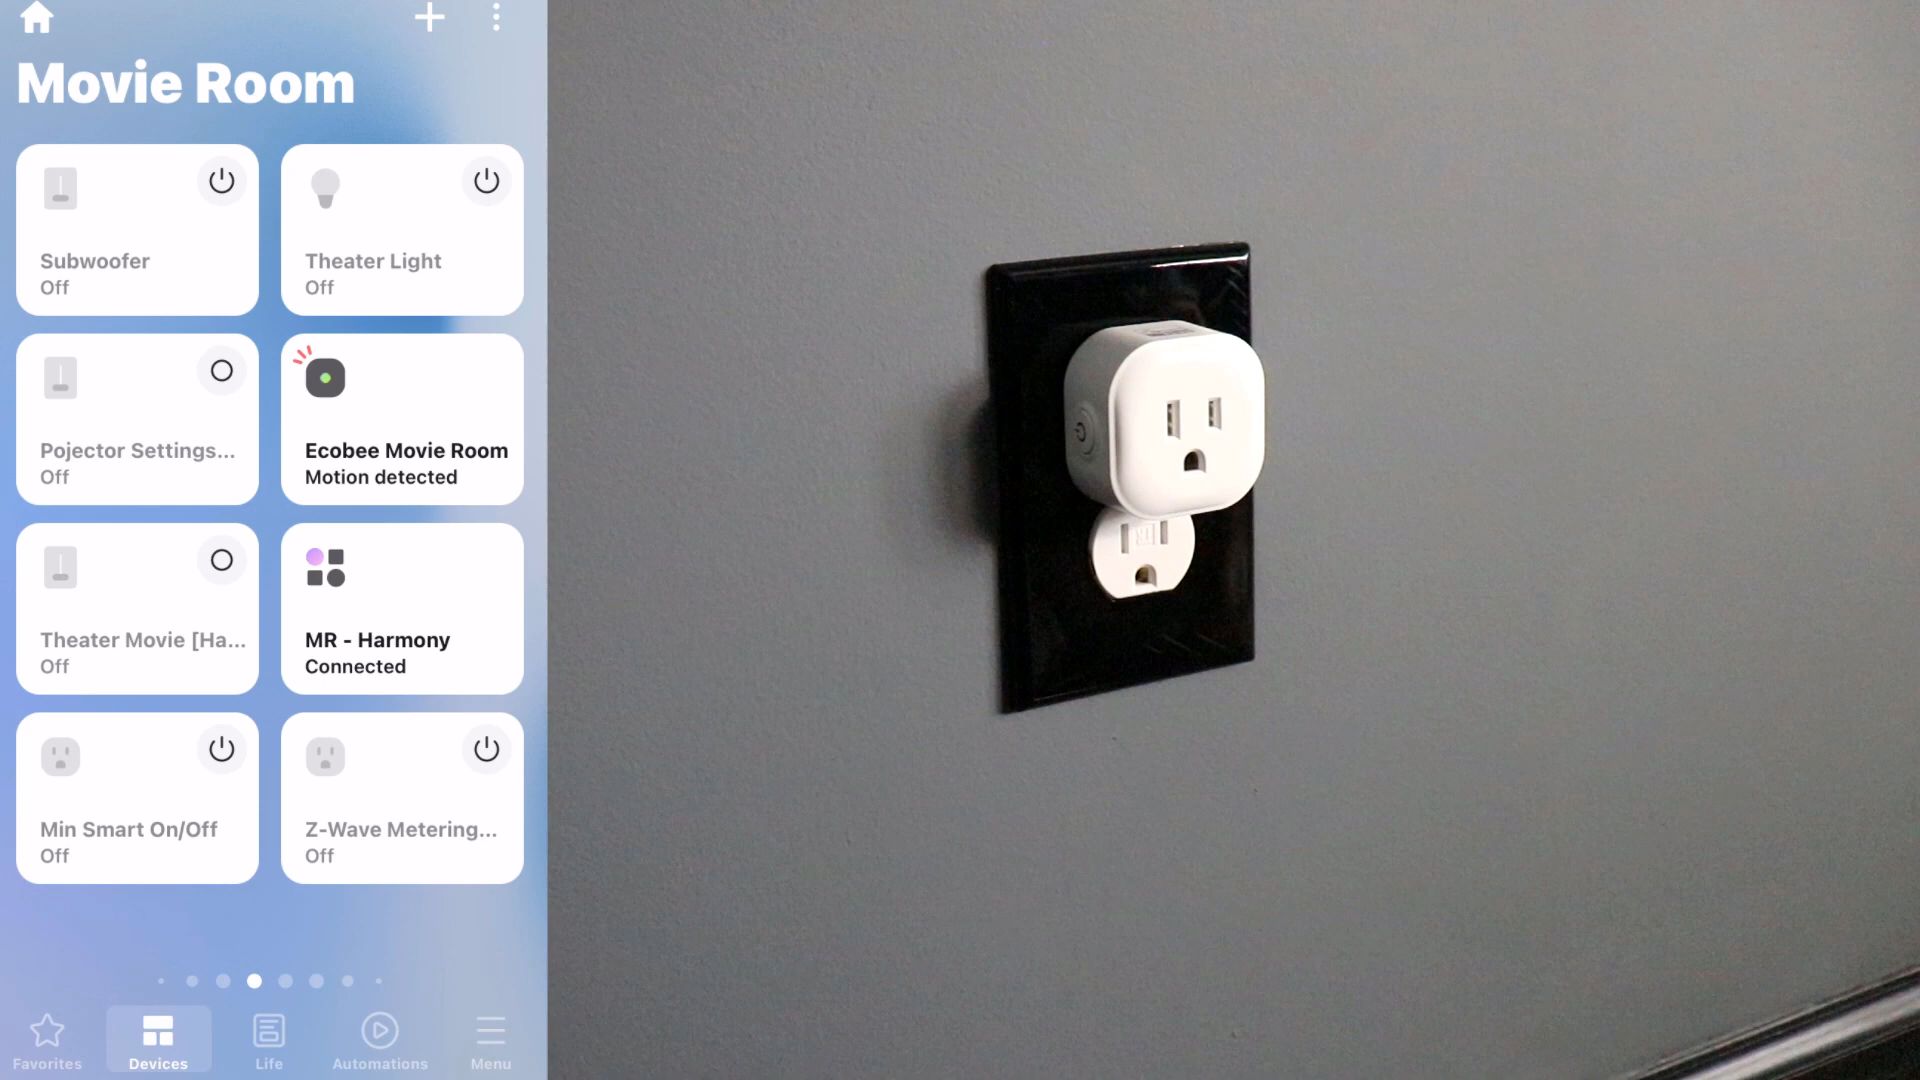 Movie Room
Subwoofer
Off
Theater Light
Off
Pojector Settings...
Off
Ecobee Movie Room
Motion detected
Theater Movie [Ha...
Off
MR - Harmony
Connected
Min Smart On/Off
Off
Z-Wave Metering...
Off
Favorites
Devices
Life
Automations
Menu
TR